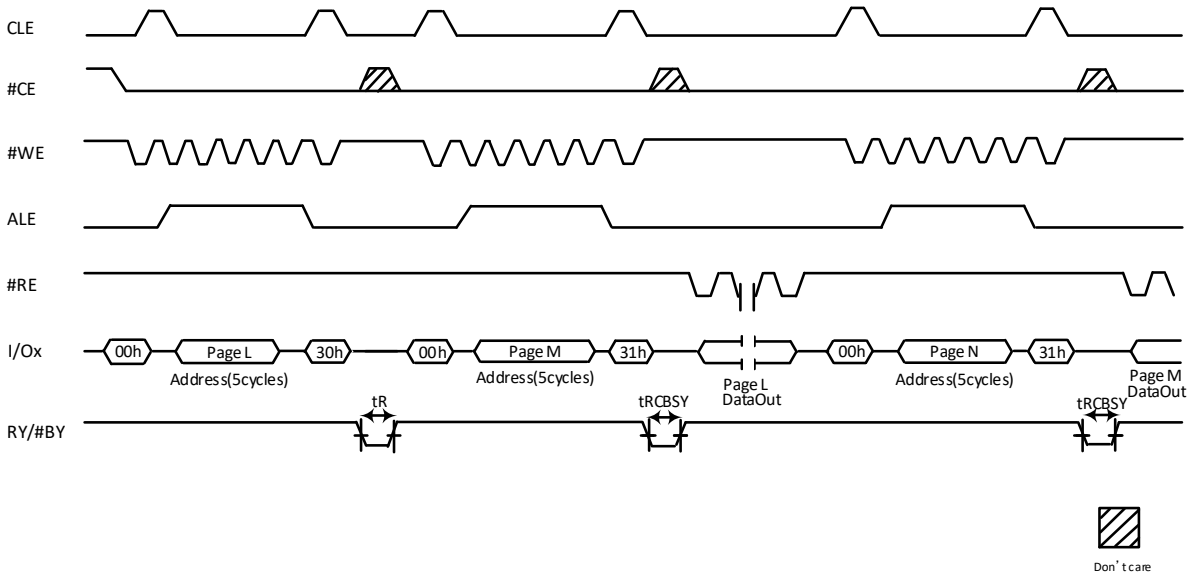 CLE
#CE
#WE
ALE
#RE
I/Ox 00h Page L 30h 00h Page M 31h 00h Page N 31h
Address(5cycles) Address(5cycles) Page L DataOut Address(5cycles) Page M DataOut
tR tRCBSY tRCBSY
RY/#BY
Don't care